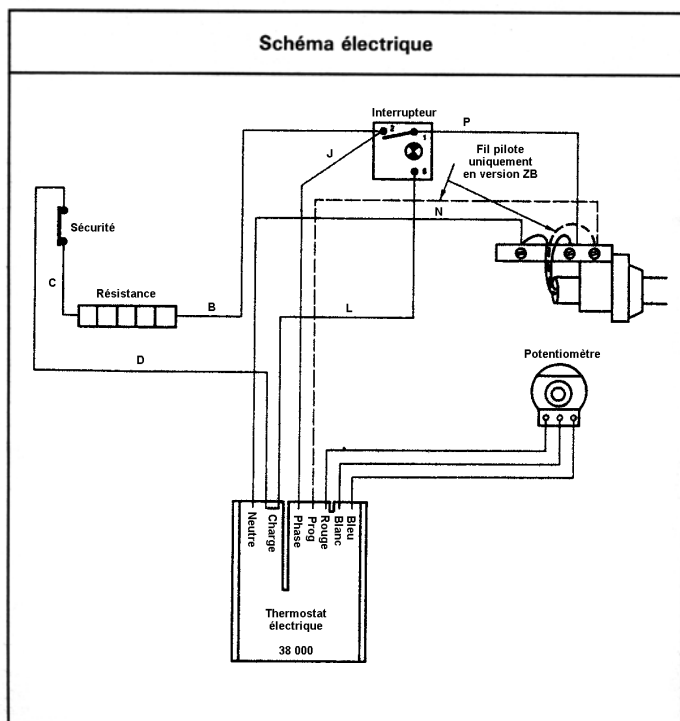 Schéma électrique
Interrupteur
P
2
1
J
6
Fil pilote
uniquement
en version ZB
N
Sécurité
C
Résistance
B
L
D
Potentiomètre
Neutre
Charge
Phase
Prog
Rouge
Blanc
Bleu
Thermostat
électrique
38 000